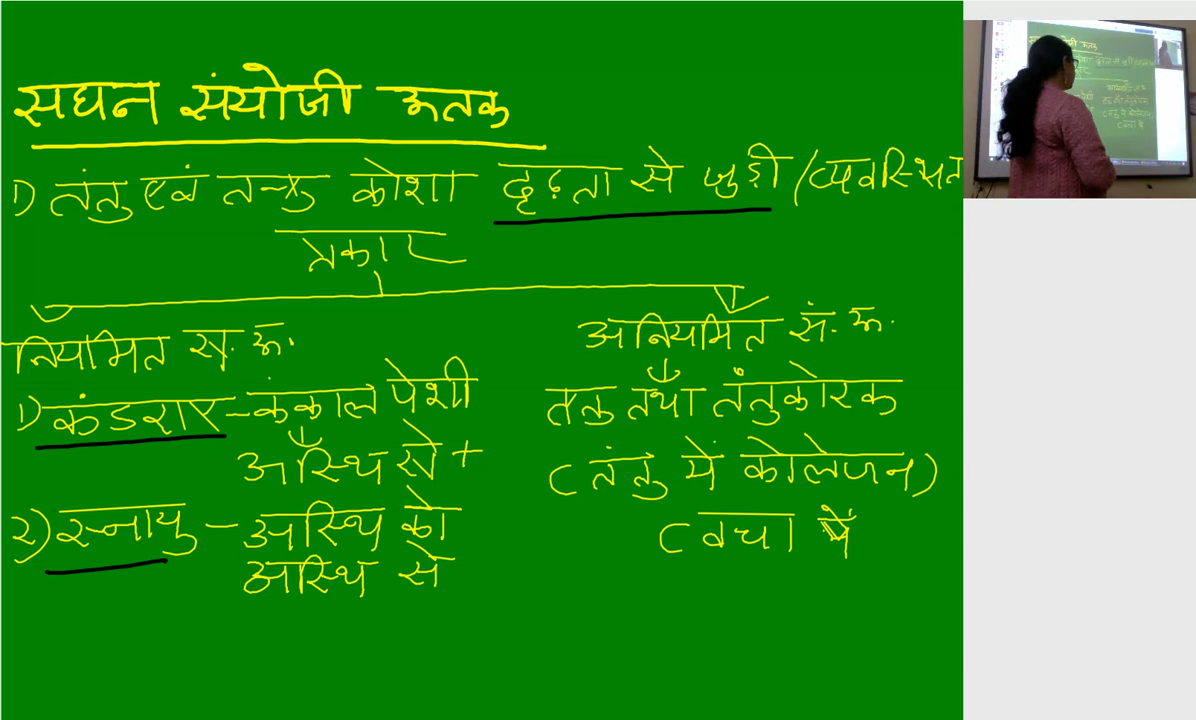 सघन संयोजी ऊतक
1) तंतु एवं तन्तु कोशा दृढ़ता से जुड़ी /व्यवस्थित
प्रकार
नियमित स. ऊ.
1) कंडराए - कंकाल पेशी
अस्थि से +
2) स्नायु - अस्थि को
अस्थि से
अनियमित सं. ऊ.
तन्तु तथा तंतुकोरक
(तंतु में कोलेजन)
त्वचा में